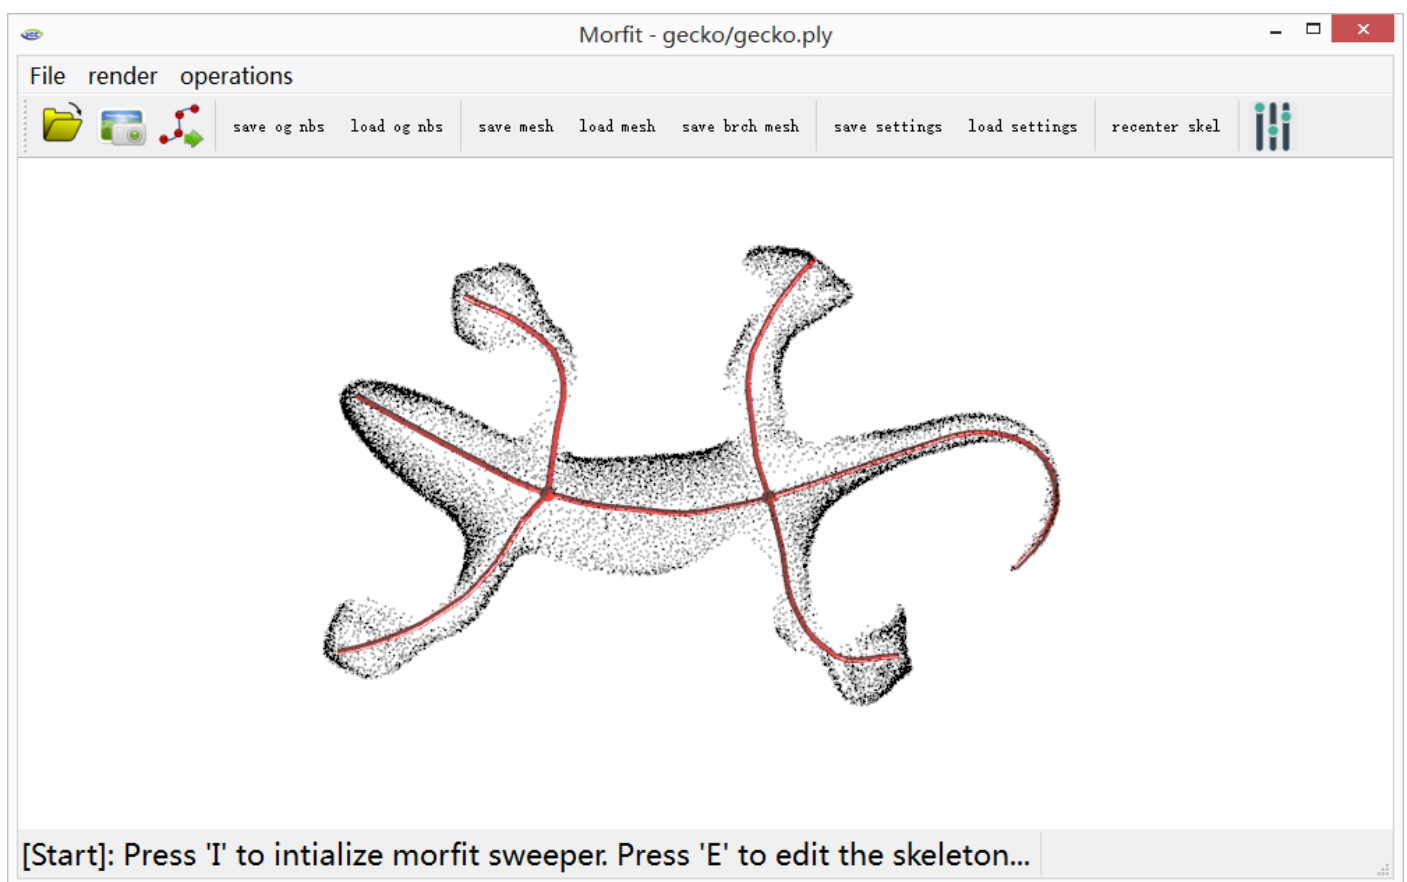 Morfit - gecko/gecko.ply
File render operations
save og nbs load og nbs save mesh load mesh save brch mesh save settings load settings recenter skel
[Start]: Press 'I' to intialize morfit sweeper. Press 'E' to edit the skeleton...